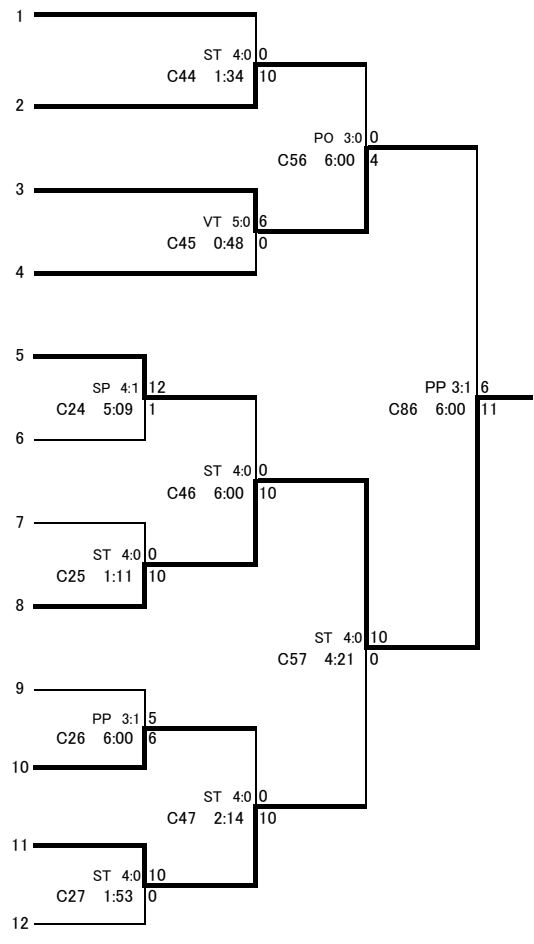 1
ST 4:0 0
C44 1:34 10
2
PO 3:0 0
C56 6:00 4
3
VT 5:0 6
C45 0:48 0
4
5
SP 4:1 12
C24 5:09 1
PP 3:1 6
C86 6:00 11
6
ST 4:0 0
C46 6:00 10
7
ST 4:0 0
C25 1:11 10
8
ST 4:0 10
C57 4:21 0
9
PP 3:1 5
C26 6:00 6
10
ST 4:0 0
C47 2:14 10
11
ST 4:0 10
C27 1:53 0
12